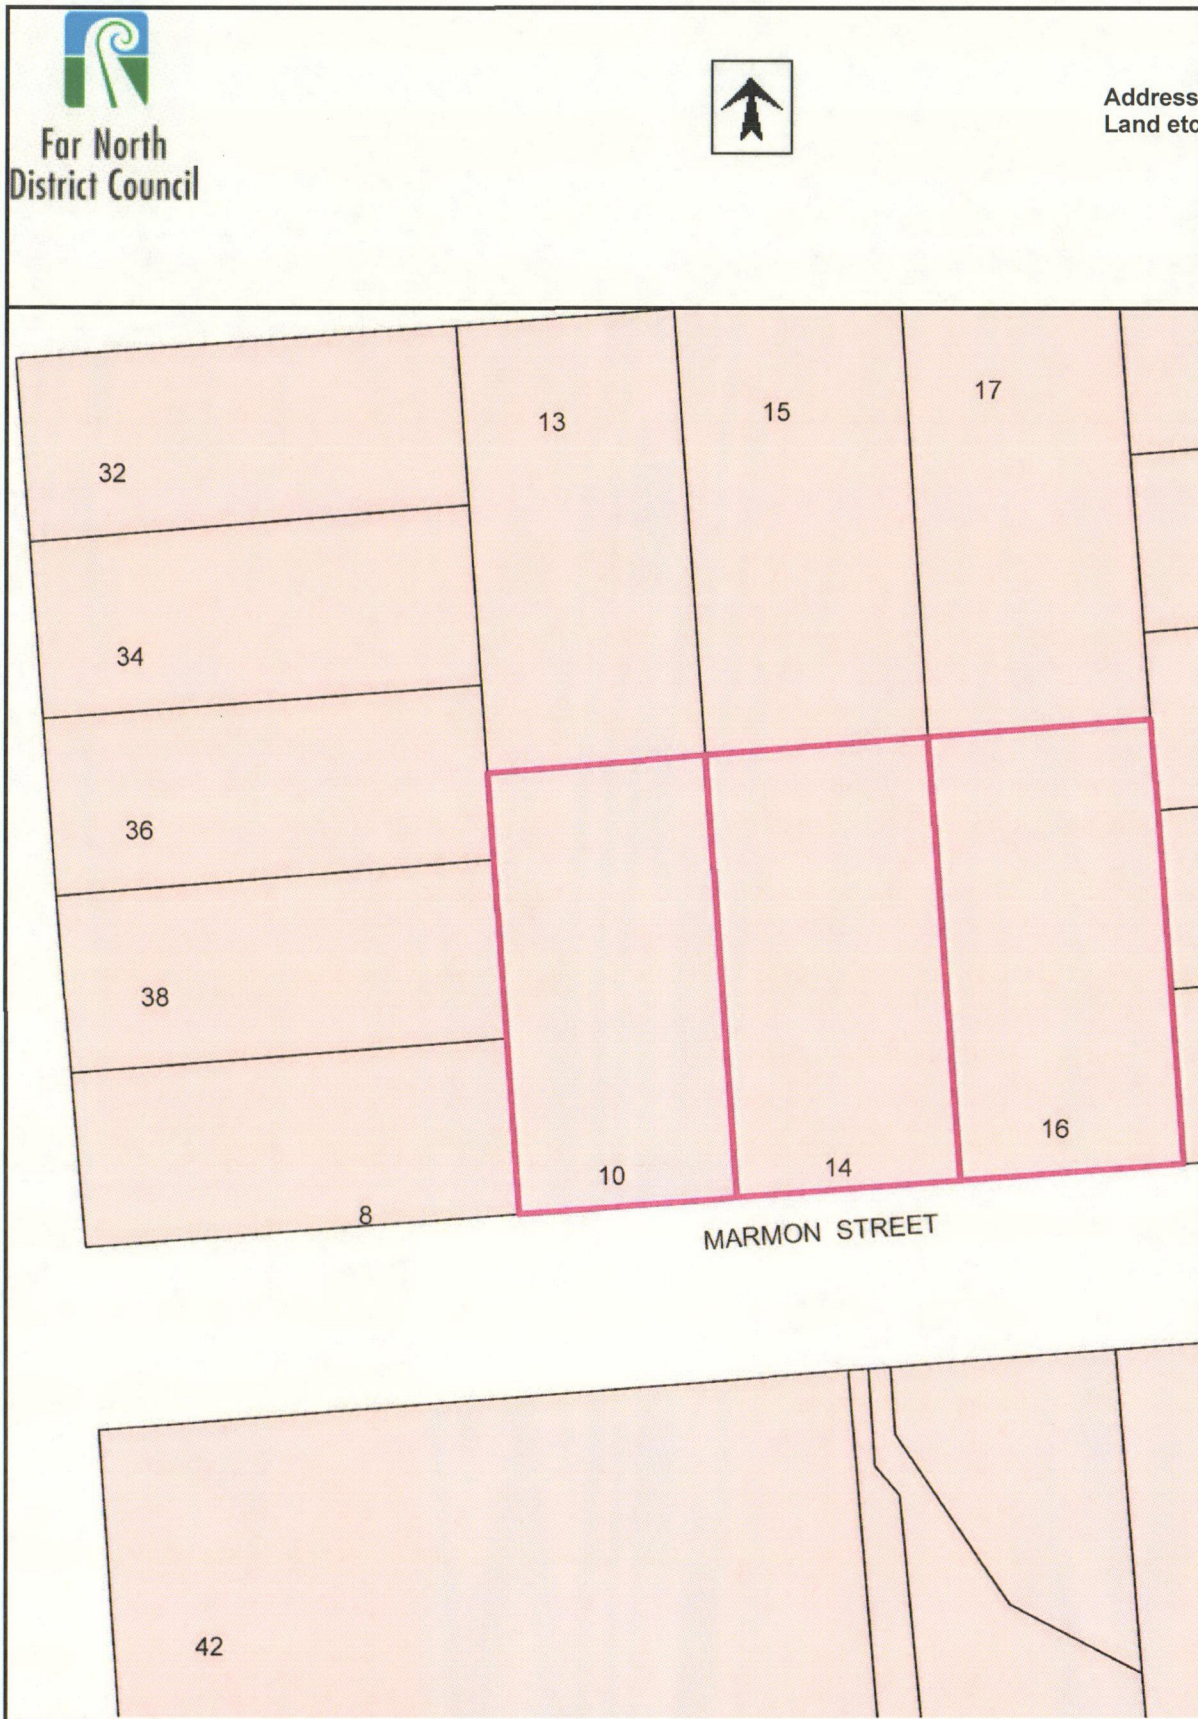 Far North
District Council
Address
Land etc
13
15
17
32
34
36
38
16
10
14
8
MARMON STREET
42